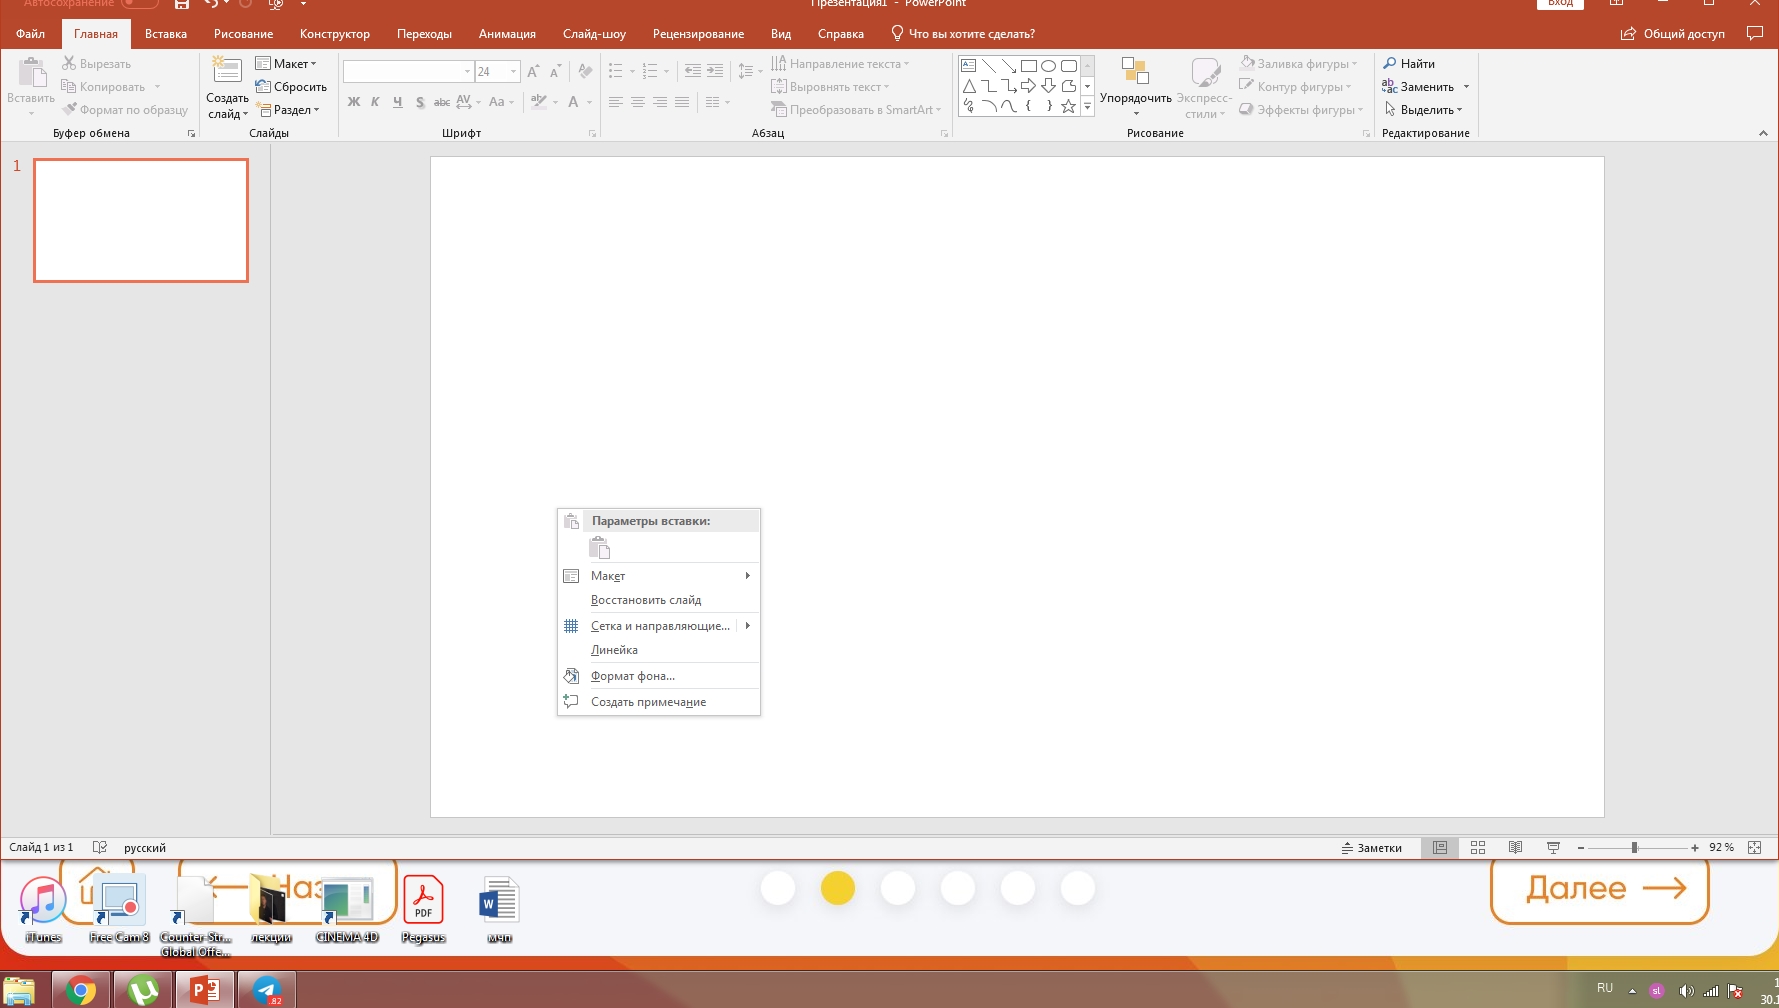 Автосохранение
Презентация1 - PowerPoint
Вход
Файл Главная Вставка Рисование Конструктор Переходы Анимация Слайд-шоу Рецензирование Вид Справка Что вы хотите сделать? Общий доступ
Вставить
Вырезать
Копировать
Формат по образцу
Буфер обмена
Создать слайд
Макет
Сбросить
Раздел
Слайды
24
Ж К Ч S abc AV Aa A
Шрифт
Направление текста
Выровнять текст
Преобразовать в SmartArt
Абзац
Упорядочить
Экспресс-
стили
Заливка фигуры
Контур фигуры
Эффекты фигуры
Рисование
Найти
Заменить
Выделить
Редактирование
1
Параметры вставки:
Макет
Восстановить слайд
Сетка и направляющие...
Линейка
Формат фона...
Создать примечание
Слайд 1 из 1 русский Заметки 92 %
Наз
Далее
iTunes
Free Cam 8
Counter-Str...
Global Offe...
лекции
CINEMA 4D
PDF
Pegasus
W
мчп
82
RU
sl
30.1